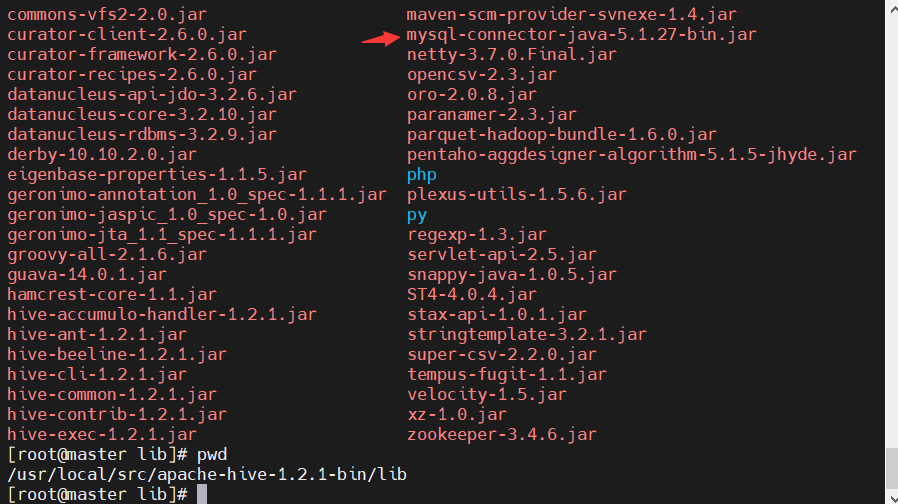 commons-vfs2-2.0.jar maven-scm-provider-svnexe-1.4.jar
curator-client-2.6.0.jar mysql-connector-java-5.1.27-bin.jar
curator-framework-2.6.0.jar netty-3.7.0.Final.jar
curator-recipes-2.6.0.jar opencsv-2.3.jar
datanucleus-api-jdo-3.2.6.jar oro-2.0.8.jar
datanucleus-core-3.2.10.jar paranamer-2.3.jar
datanucleus-rdbms-3.2.9.jar parquet-hadoop-bundle-1.6.0.jar
derby-10.10.2.0.jar pentaho-aggdesigner-algorithm-5.1.5-jhyde.jar
eigenbase-properties-1.1.5.jar php
geronimo-annotation_1.0_spec-1.1.1.jar plexus-utils-1.5.6.jar
geronimo-jaspic_1.0_spec-1.0.jar py
geronimo-jta_1.1_spec-1.1.1.jar regexp-1.3.jar
groovy-all-2.1.6.jar servlet-api-2.5.jar
guava-14.0.1.jar snappy-java-1.0.5.jar
hamcrest-core-1.1.jar ST4-4.0.4.jar
hive-accumulo-handler-1.2.1.jar stax-api-1.0.1.jar
hive-ant-1.2.1.jar stringtemplate-3.2.1.jar
hive-beeline-1.2.1.jar super-csv-2.2.0.jar
hive-cli-1.2.1.jar tempus-fugit-1.1.jar
hive-common-1.2.1.jar velocity-1.5.jar
hive-contrib-1.2.1.jar xz-1.0.jar
hive-exec-1.2.1.jar zookeeper-3.4.6.jar
[root@master lib]# pwd
/usr/local/src/apache-hive-1.2.1-bin/lib
[root@master lib]#